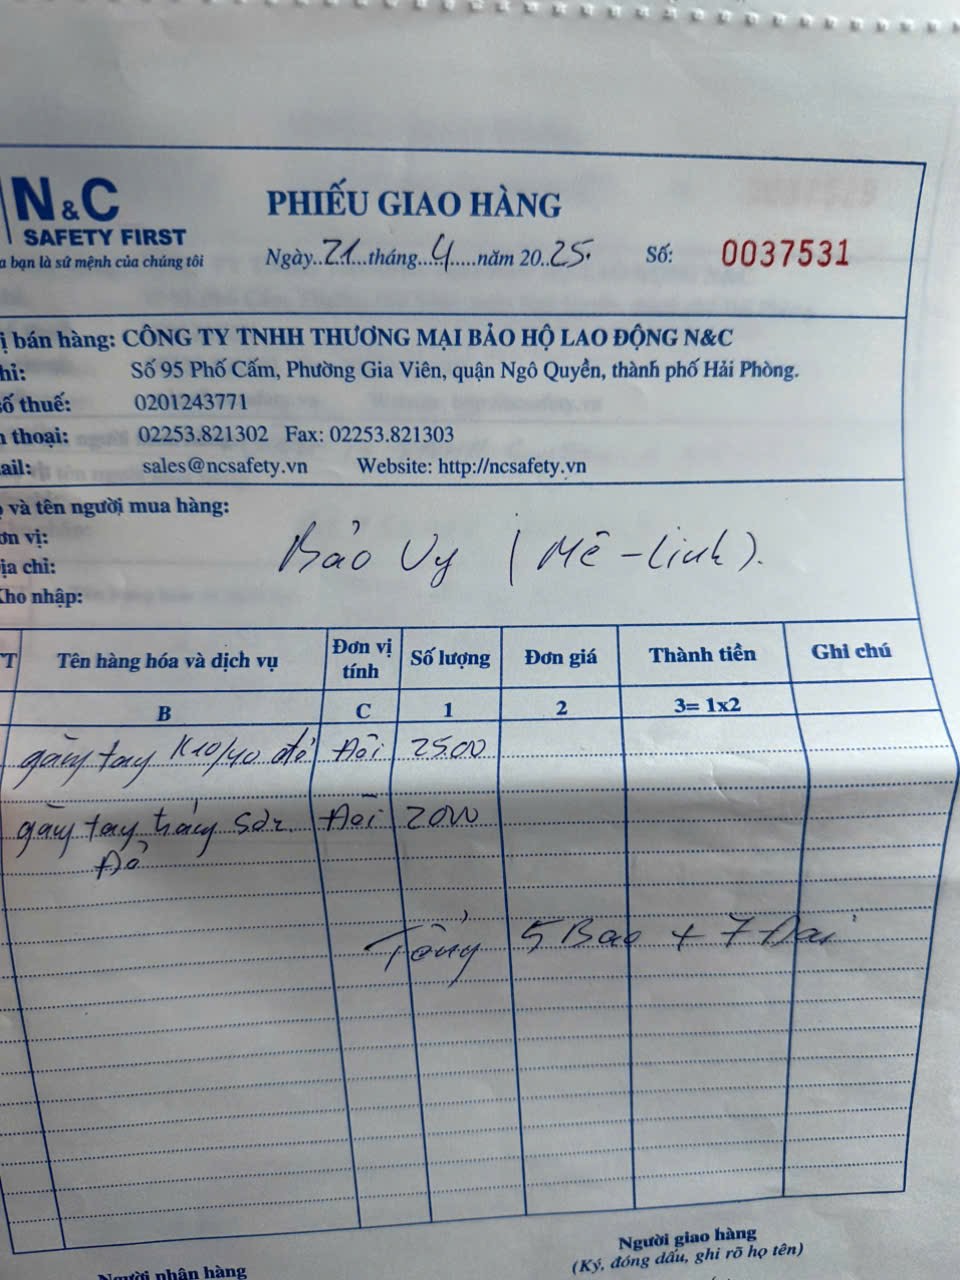 N&C
SAFETY FIRST
a bạn là sứ mệnh của chúng tôi
PHIẾU GIAO HÀNG
Ngày..21...tháng...4.....năm 20..25.
Số: 0037531
ị bán hàng: CÔNG TY TNHH THƯƠNG MẠI BẢO HỘ LAO ĐỘNG N&C
hỉ: Số 95 Phố Cấm, Phường Gia Viên, quận Ngô Quyền, thành phố Hải Phòng.
ố thuế: 0201243771
n thoại: 02253.821302 Fax: 02253.821303
ail: sales@ncsafety.vn Website: http://ncsafety.vn
ọ và tên người mua hàng:
ơn vị: Bảo Vy (Mê-Linh).
ịa chỉ:
Kho nhập:
TT Tên hàng hóa và dịch vụ Đơn vị tính Số lượng Đơn giá Thành tiền Ghi chú
B C 1 2 3= 1x2
găng tay K10/40 đỏ Đôi 2500
găng tay Đôi 2000
Đỏ
Tổng 5 Bao + 7 Dải
Người nhận hàng
Người giao hàng
(Ký, đóng dấu, ghi rõ họ tên)